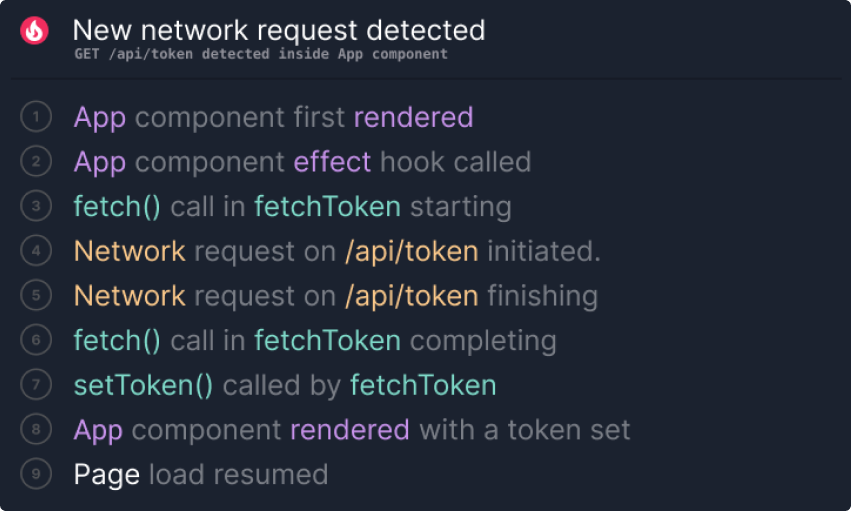 New network request detected
GET /api/token detected inside App component
1 App component first rendered
2 App component effect hook called
3 fetch() call in fetchToken starting
4 Network request on /api/token initiated.
5 Network request on /api/token finishing
6 fetch() call in fetchToken completing
7 setToken() called by fetchToken
8 App component rendered with a token set
9 Page load resumed